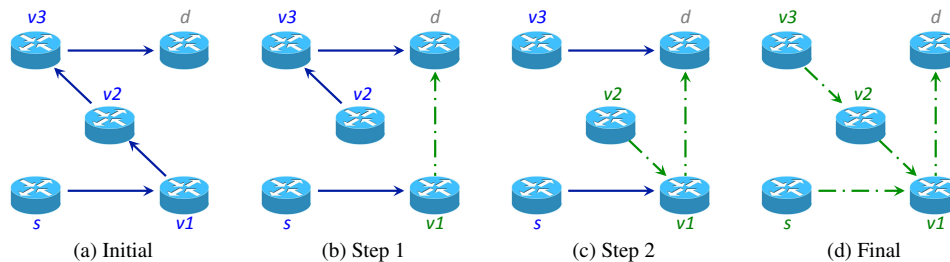 v3 d v3 d v3 d v3 d
v2 v2 v2 v2
s v1 s v1 s v1 s v1
(a) Initial (b) Step 1 (c) Step 2 (d) Final